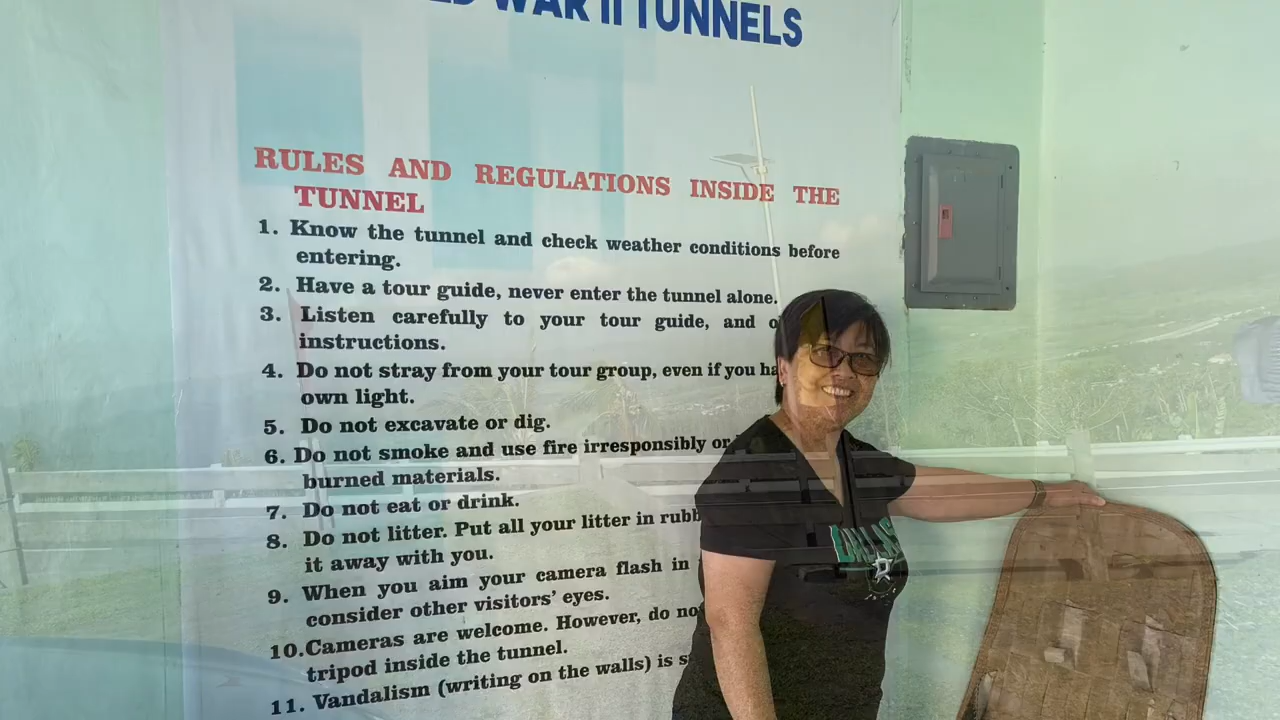 WAR II TUNNELS
RULES AND REGULATIONS INSIDE THE
TUNNEL
1. Know the tunnel and check weather conditions before
entering.
2. Have a tour guide, never enter the tunnel alone.
3. Listen carefully to your tour guide, and
instructions.
4. Do not stray from your tour group, even if you
own light.
5. Do not excavate or dig.
6. Do not smoke and use fire irresponsibly or
burned materials.
7. Do not eat or drink.
8. Do not litter. Put all your litter in
it away with you.
9. When you aim your camera flash in
consider other visitors' eyes.
10.Cameras are welcome. However, do
tripod inside the tunnel.
11. Vandalism (writing on the walls) is
DALLAS